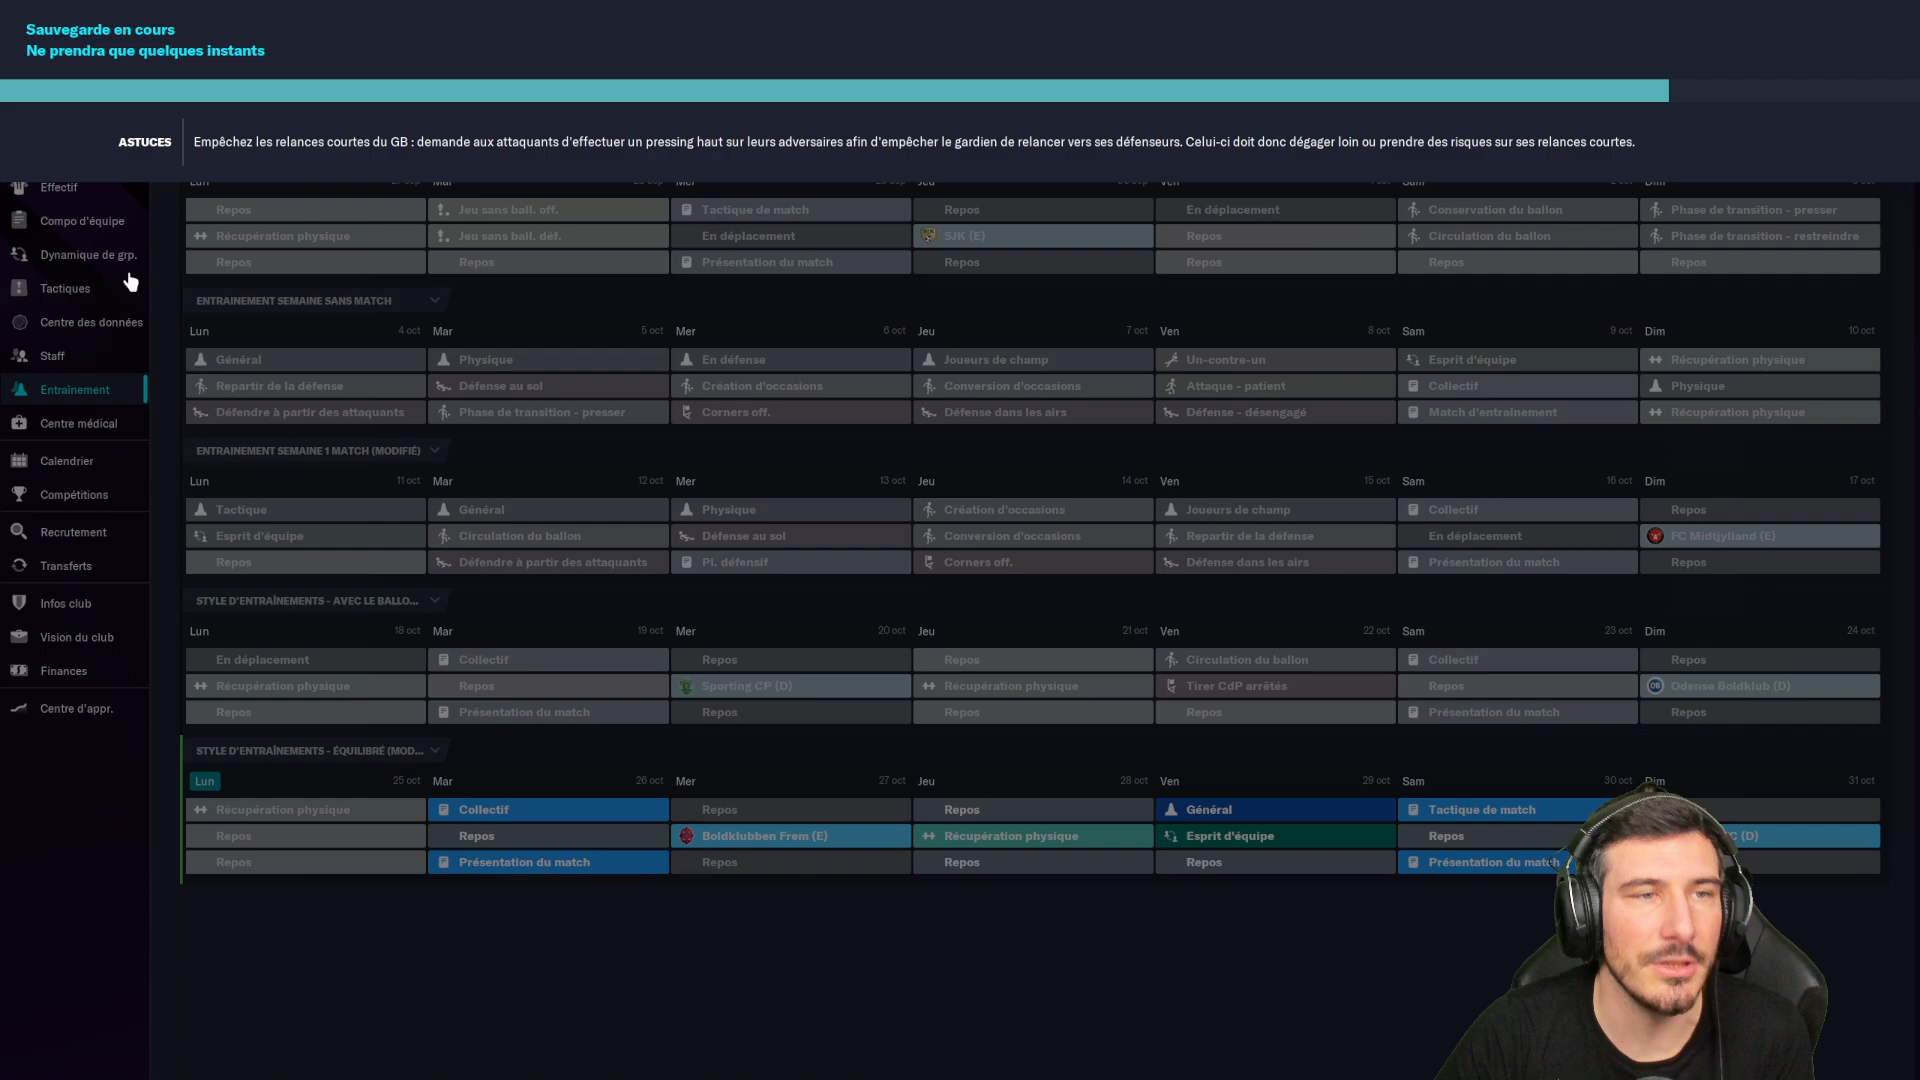 Sauvegarde en cours
Ne prendra que quelques instants
ASTUCES
Empêchez les relances courtes du GB : demande aux attaquants d'effectuer un pressing haut sur leurs adversaires afin d'empêcher le gardien de relancer vers ses défenseurs. Celui-ci doit donc dégager loin ou prendre des risques sur ses relances courtes.
Effectif
Compo d'équipe
Dynamique de grp.
Tactiques
Centre des données
Staff
Entraînement
Centre médical
Calendrier
Compétitions
Recrutement
Transferts
Infos club
Vision du club
Finances
Centre d'appr.
Lun Mar Mer Jeu Ven Sam Dim
Repos Jeu sans ball. off. Tactique de match Repos En déplacement Conservation du ballon Phase de transition - presser
Récupération physique Jeu sans ball. déf. En déplacement SJK (E) Repos Circulation du ballon Phase de transition - restreindre
Repos Repos Présentation du match Repos Repos Repos Repos
ENTRAINEMENT SEMAINE SANS MATCH
Lun 4 oct Mar 5 oct Mer 6 oct Jeu 7 oct Ven 8 oct Sam 9 oct Dim 10 oct
Général Physique En défense Joueurs de champ Un-contre-un Esprit d'équipe Récupération physique
Repartir de la défense Défense au sol Création d'occasions Conversion d'occasions Attaque - patient Collectif Physique
Défendre à partir des attaquants Phase de transition - presser Corners off. Défense dans les airs Défense - désengagé Match d'entraînement Récupération physique
ENTRAINEMENT SEMAINE 1 MATCH (MODIFIÉ)
Lun 11 oct Mar 12 oct Mer 13 oct Jeu 14 oct Ven 15 oct Sam 16 oct Dim 17 oct
Tactique Général Physique Création d'occasions Joueurs de champ Collectif Repos
Esprit d'équipe Circulation du ballon Défense au sol Conversion d'occasions Repartir de la défense En déplacement FC Midtjylland (E)
Repos Défendre à partir des attaquants Pl. défensif Corners off. Défense dans les airs Présentation du match Repos
STYLE D'ENTRAÎNEMENTS - AVEC LE BALLO...
Lun 18 oct Mar 19 oct Mer 20 oct Jeu 21 oct Ven 22 oct Sam 23 oct Dim 24 oct
En déplacement Collectif Repos Repos Circulation du ballon Collectif Repos
Récupération physique Repos Sporting CP (D) Récupération physique Tirer CdP arrêtés Repos Odense Boldklub (D)
Repos Présentation du match Repos Repos Repos Présentation du match Repos
STYLE D'ENTRAÎNEMENTS - ÉQUILIBRÉ (MOD...
Lun 25 oct Mar 26 oct Mer 27 oct Jeu 28 oct Ven 29 oct Sam 30 oct Dim 31 oct
Récupération physique Collectif Repos Repos Général Tactique de match
Repos Repos Boldklubben Frem (E) Récupération physique Esprit d'équipe Repos (D)
Repos Présentation du match Repos Repos Repos Présentation du match